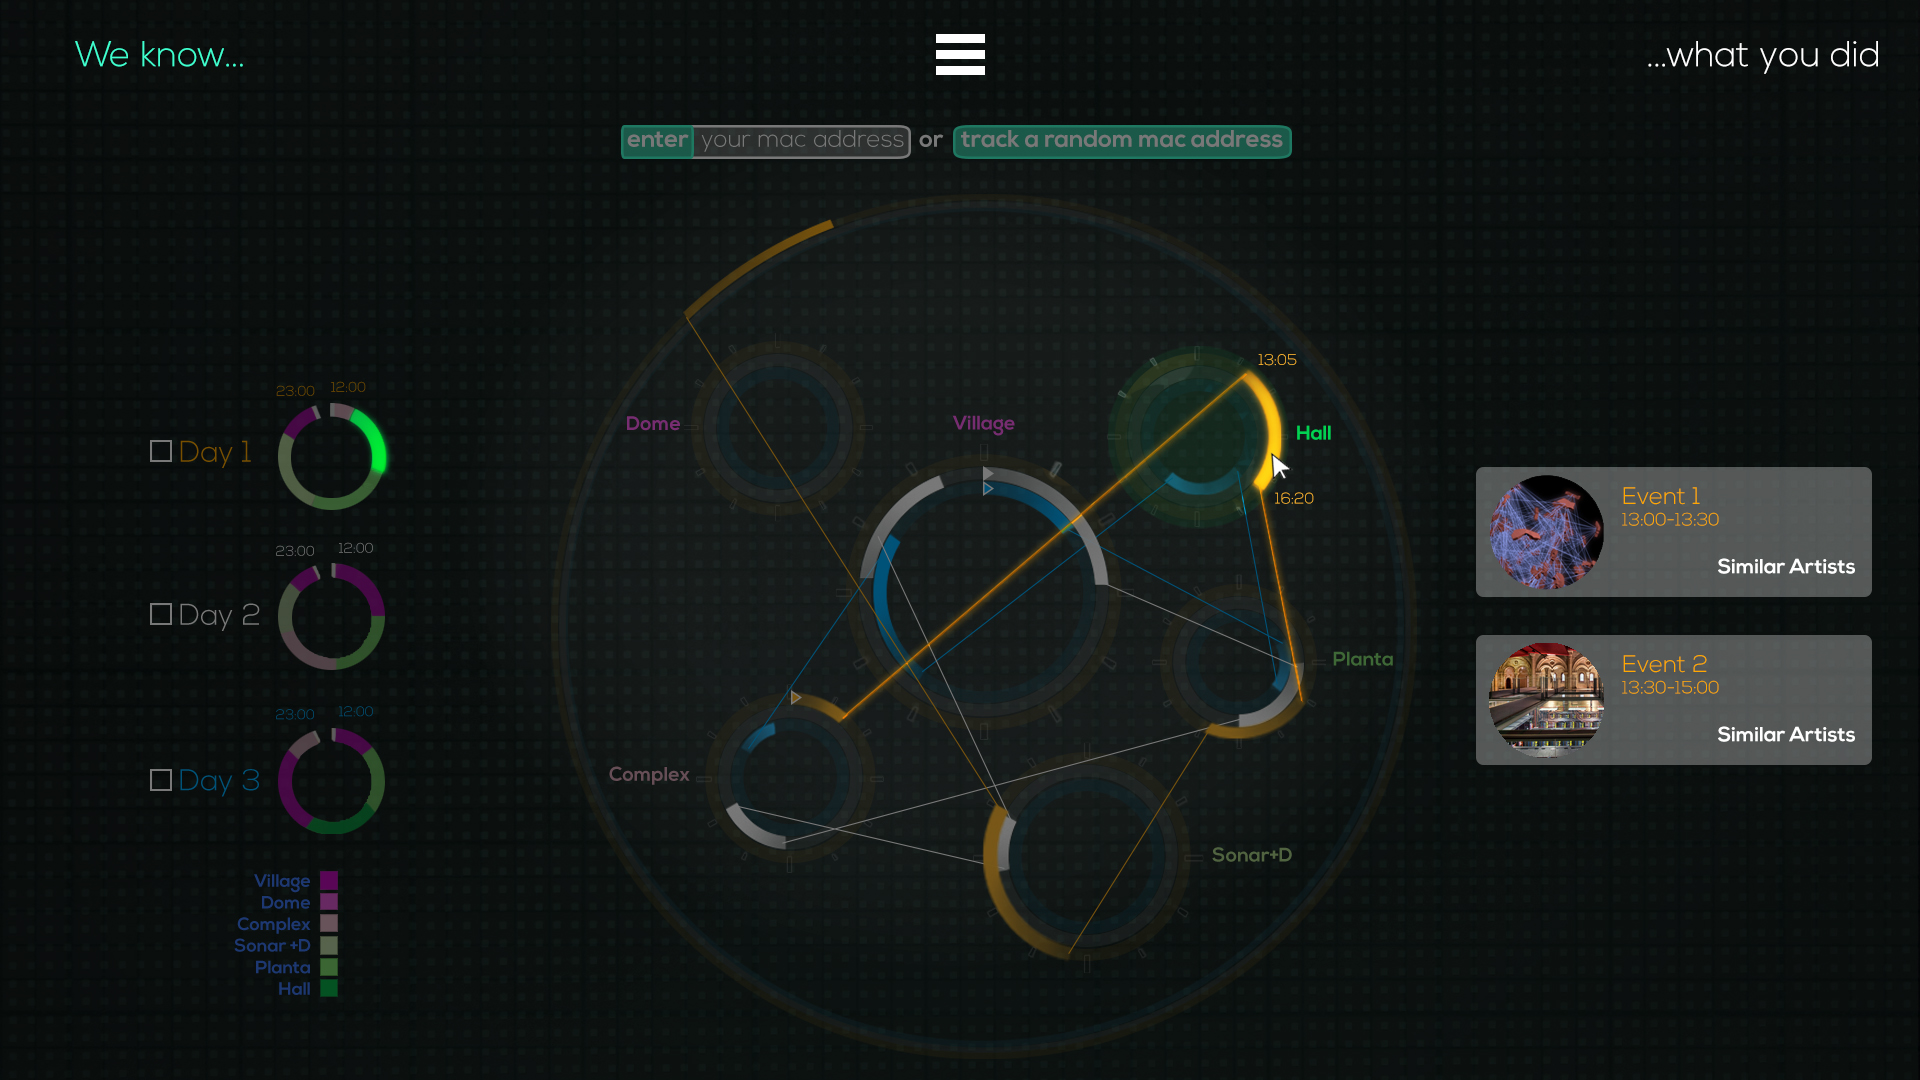 We know...
...what you did
enter your mac address or track a random mac address
13:05
Dome
Village
Hall
16:20
23:00 12:00
Day 1
Event 1
13:00-13:30
Similar Artists
23:00 12:00
Day 2
Planta
Event 2
13:30-15:00
Similar Artists
23:00 12:00
Day 3
Complex
Sonar+D
Village
Dome
Complex
Sonar +D
Planta
Hall